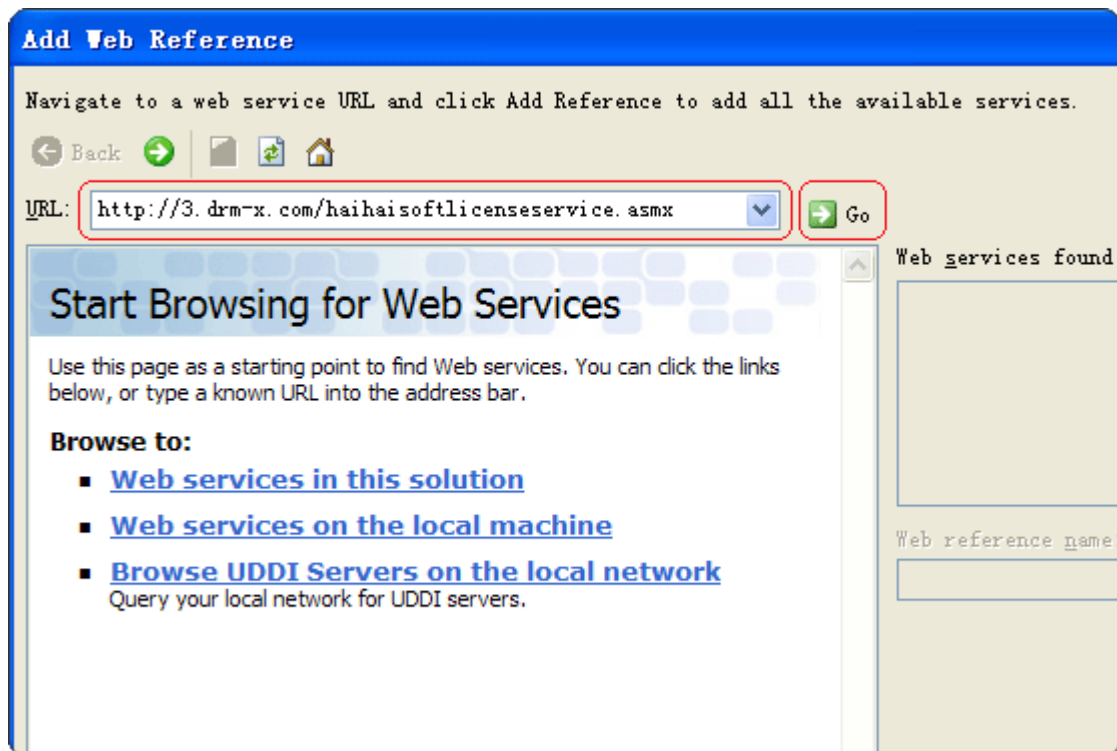 Add Web Reference
Navigate to a web service URL and click Add Reference to add all the available services.
Back
URL: http://3.drm-x.com/haihaisoftlicenseservice.asmx Go
Web services found
Start Browsing for Web Services
Use this page as a starting point to find Web services. You can click the links
below, or type a known URL into the address bar.
Browse to:
Web services in this solution
Web services on the local machine
Web reference name
Browse UDDI Servers on the local network
Query your local network for UDDI servers.